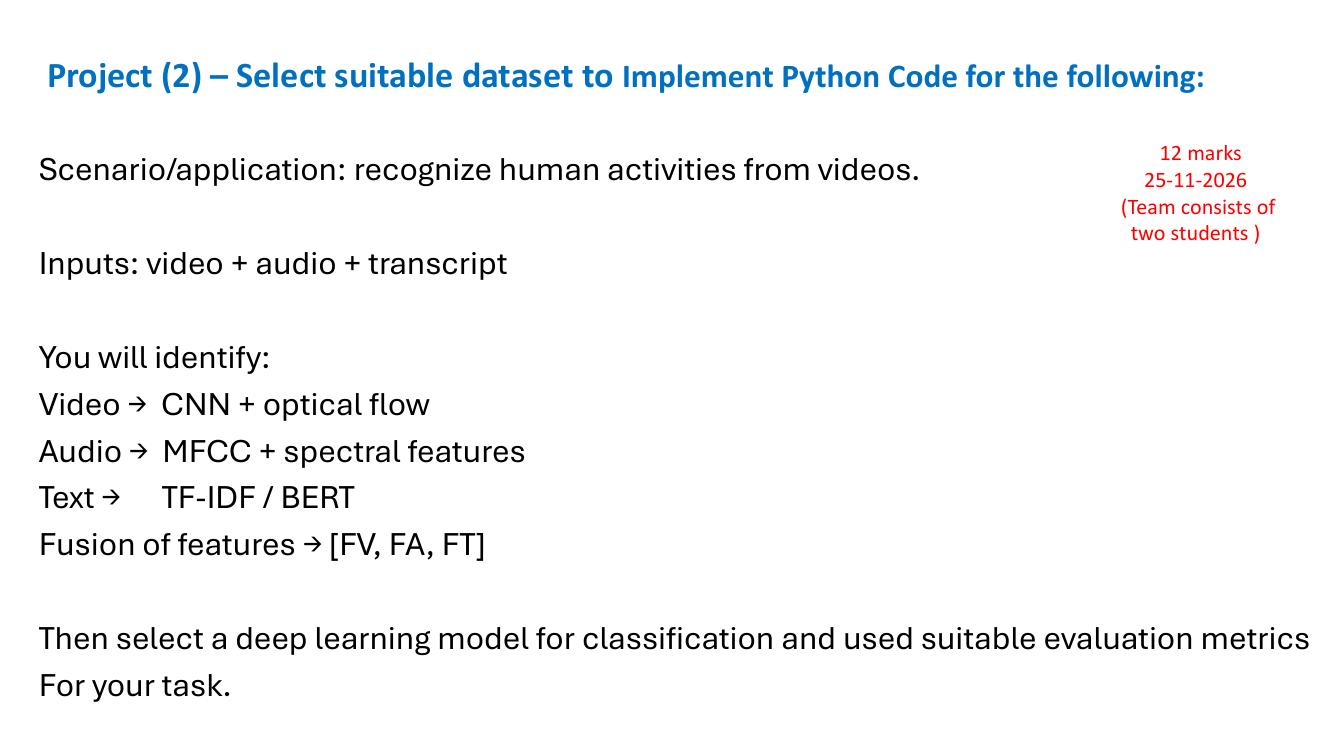 Project (2) – Select suitable dataset to Implement Python Code for the following:
Scenario/application: recognize human activities from videos.
12 marks
25-11-2026
(Team consists of
two students )
Inputs: video + audio + transcript
You will identify:
Video → CNN + optical flow
Audio → MFCC + spectral features
Text → TF-IDF / BERT
Fusion of features → [FV, FA, FT]
Then select a deep learning model for classification and used suitable evaluation metrics
For your task.